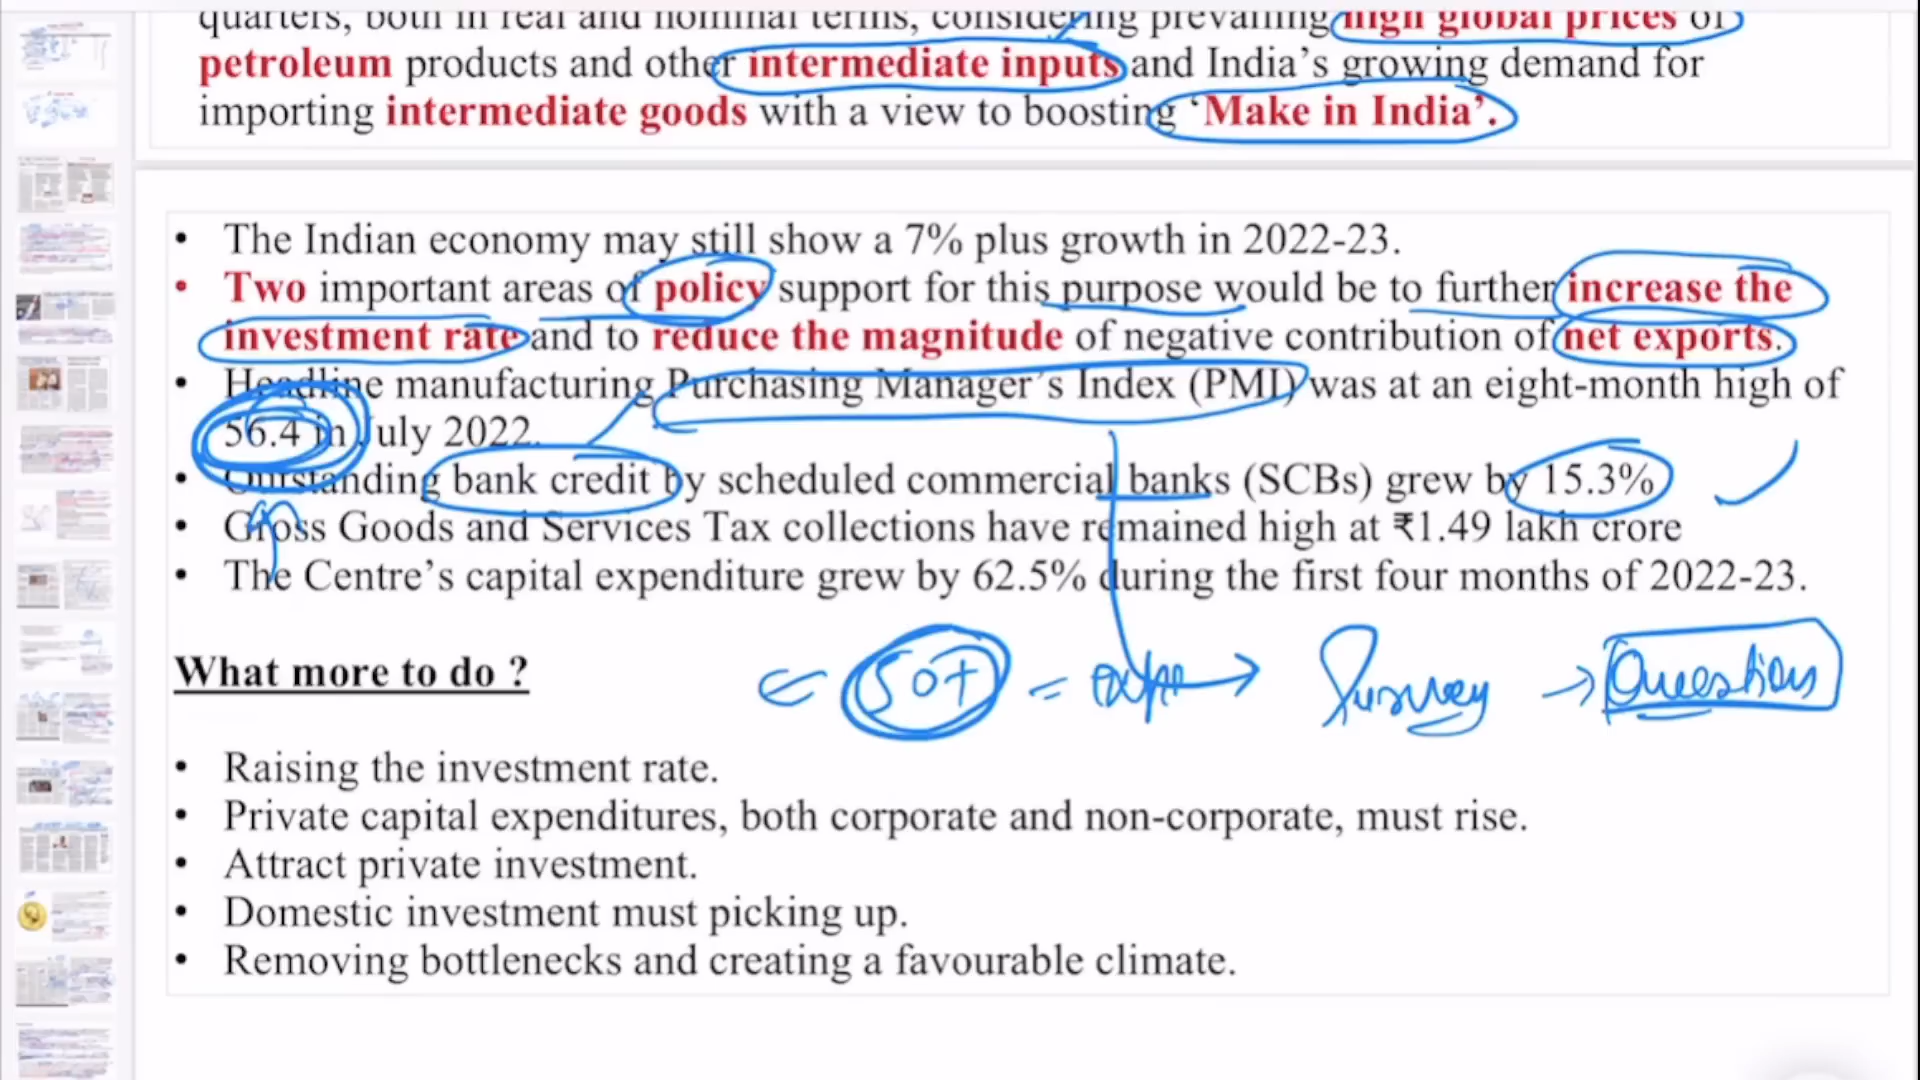 quarters, both in real and nominal terms, considering prevailing high global prices of
petroleum products and other intermediate inputs and India’s growing demand for
importing intermediate goods with a view to boosting ‘Make in India’.
• The Indian economy may still show a 7% plus growth in 2022-23.
• Two important areas of policy support for this purpose would be to further increase the
investment rate and to reduce the magnitude of negative contribution of net exports.
• Headline manufacturing Purchasing Manager’s Index (PMI) was at an eight-month high of
56.4 in July 2022.
• Outstanding bank credit by scheduled commercial banks (SCBs) grew by 15.3%
• Gross Goods and Services Tax collections have remained high at ₹1.49 lakh crore
• The Centre’s capital expenditure grew by 62.5% during the first four months of 2022-23.
What more to do ?
← 50+ = → Survey → Question
• Raising the investment rate.
• Private capital expenditures, both corporate and non-corporate, must rise.
• Attract private investment.
• Domestic investment must picking up.
• Removing bottlenecks and creating a favourable climate.